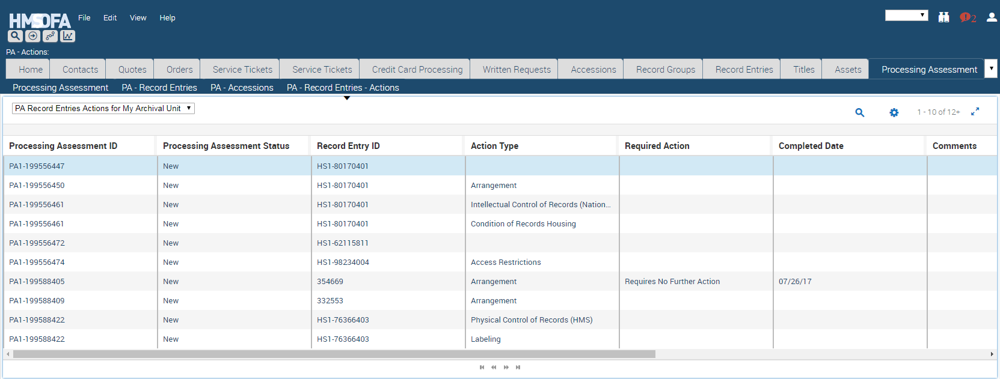 HMSOFA File Edit View Help
2
PA - Actions:
Home Contacts Quotes Orders Service Tickets Service Tickets Credit Card Processing Written Requests Accessions Record Groups Record Entries Titles Assets Processing Assessment
Processing Assessment PA - Record Entries PA - Accessions PA - Record Entries - Actions
PA Record Entries Actions for My Archival Unit 1 - 10 of 12+
Processing Assessment ID Processing Assessment Status Record Entry ID Action Type Required Action Completed Date Comments
PA1-199556447 New HS1-80170401
PA1-199556450 New HS1-80170401 Arrangement
PA1-199556461 New HS1-80170401 Intellectual Control of Records (Nation...
PA1-199556461 New HS1-80170401 Condition of Records Housing
PA1-199556472 New HS1-62115811
PA1-199556474 New HS1-98234004 Access Restrictions
PA1-199588405 New 354669 Arrangement Requires No Further Action 07/26/17
PA1-199588409 New 332553 Arrangement
PA1-199588422 New HS1-76366403 Physical Control of Records (HMS)
PA1-199588422 New HS1-76366403 Labeling